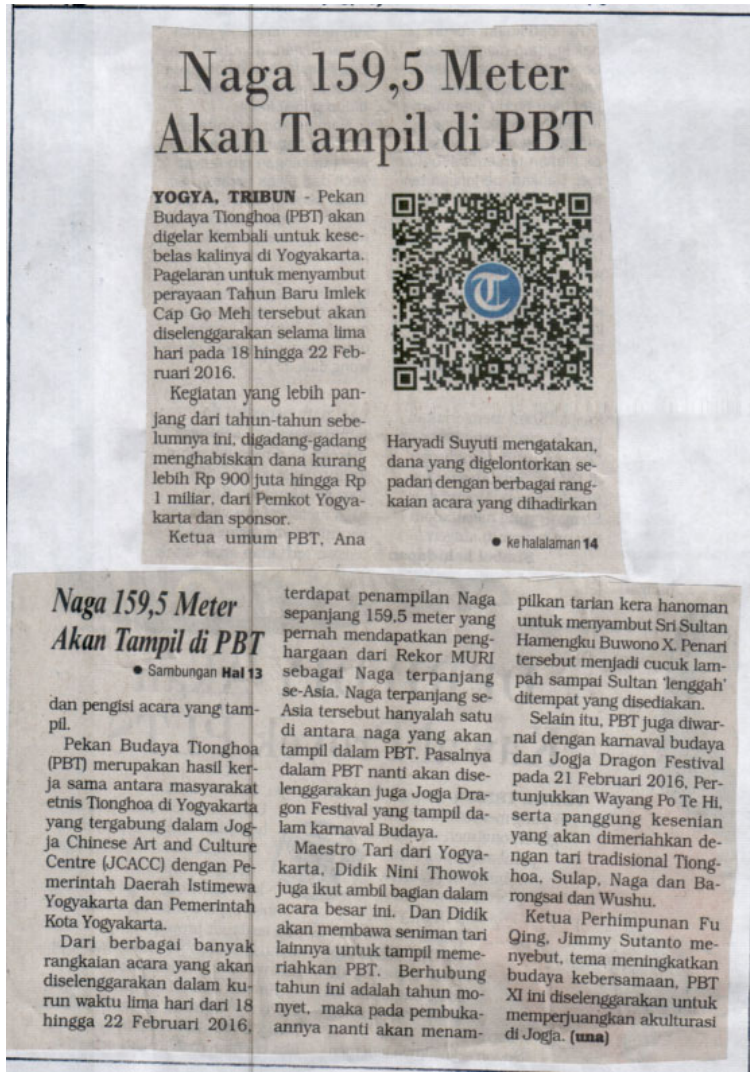 Naga 159,5 Meter
Akan Tampil di PBT
YOGYA, TRIBUN - Pekan
Budaya Tionghoa (PBT) akan
digelar kembali untuk kese-
belas kalinya di Yogyakarta.
Pagelaran untuk menyambut
perayaan Tahun Baru Imlek
Cap Go Meh tersebut akan
diselenggarakan selama lima
hari pada 18 hingga 22 Feb-
ruari 2016.
Kegiatan yang lebih pan-
jang dari tahun-tahun sebe-
lumnya ini, digadang-gadang
menghabiskan dana kurang
lebih Rp 900 juta hingga Rp
1 miliar, dari Pemkot Yogya-
karta dan sponsor.
Ketua umum PBT, Ana
Haryadi Suyuti mengatakan,
dana yang digelontorkan se-
padan dengan berbagai rang-
kaian acara yang dihadirkan
● ke halalaman 14
Naga 159,5 Meter
Akan Tampil di PBT
● Sambungan Hal 13
dan pengisi acara yang tam-
pil.
Pekan Budaya Tionghoa
(PBT) merupakan hasil ker-
ja sama antara masyarakat
etnis Tionghoa di Yogyakarta
yang tergabung dalam Jog-
ja Chinese Art and Culture
Centre (JCACC) dengan Pe-
merintah Daerah Istimewa
Yogyakarta dan Pemerintah
Kota Yogyakarta.
Dari berbagai banyak
rangkaian acara yang akan
diselenggarakan dalam ku-
run waktu lima hari dari 18
hingga 22 Februari 2016,
terdapat penampilan Naga
sepanjang 159,5 meter yang
pernah mendapatkan peng-
hargaan dari Rekor MURI
sebagai Naga terpanjang
se-Asia. Naga terpanjang se-
Asia tersebut hanyalah satu
di antara naga yang akan
tampil dalam PBT. Pasalnya
dalam PBT nanti akan dise-
lenggarakan juga Jogja Dra-
gon Festival yang tampil da-
lam karnaval Budaya.
Maestro Tari dari Yogya-
karta, Didik Nini Thowok
juga ikut ambil bagian dalam
acara besar ini. Dan Didik
akan membawa seniman tari
lainnya untuk tampil meme-
riahkan PBT. Berhubung
tahun ini adalah tahun mo-
nyet, maka pada pembuka-
annya nanti akan menam-
pilkan tarian kera hanoman
untuk menyambut Sri Sultan
Hamengku Buwono X. Penari
tersebut menjadi cucuk lam-
pah sampai Sultan 'lenggah'
ditempat yang disediakan.
Selain itu, PBT juga diwar-
nai dengan karnaval budaya
dan Jogja Dragon Festival
pada 21 Februari 2016, Per-
tunjukkan Wayang Po Te Hi,
serta panggung kesenian
yang akan dimeriahkan de-
ngan tari tradisional Tiong-
hoa, Sulap, Naga dan Ba-
rongsai dan Wushu.
Ketua Perhimpunan Fu
Qing, Jimmy Sutanto me-
nyebut, tema meningkatkan
budaya kebersamaan, PBT
XI ini diselenggarakan untuk
memperjuangkan akulturasi
di Jogja. (una)